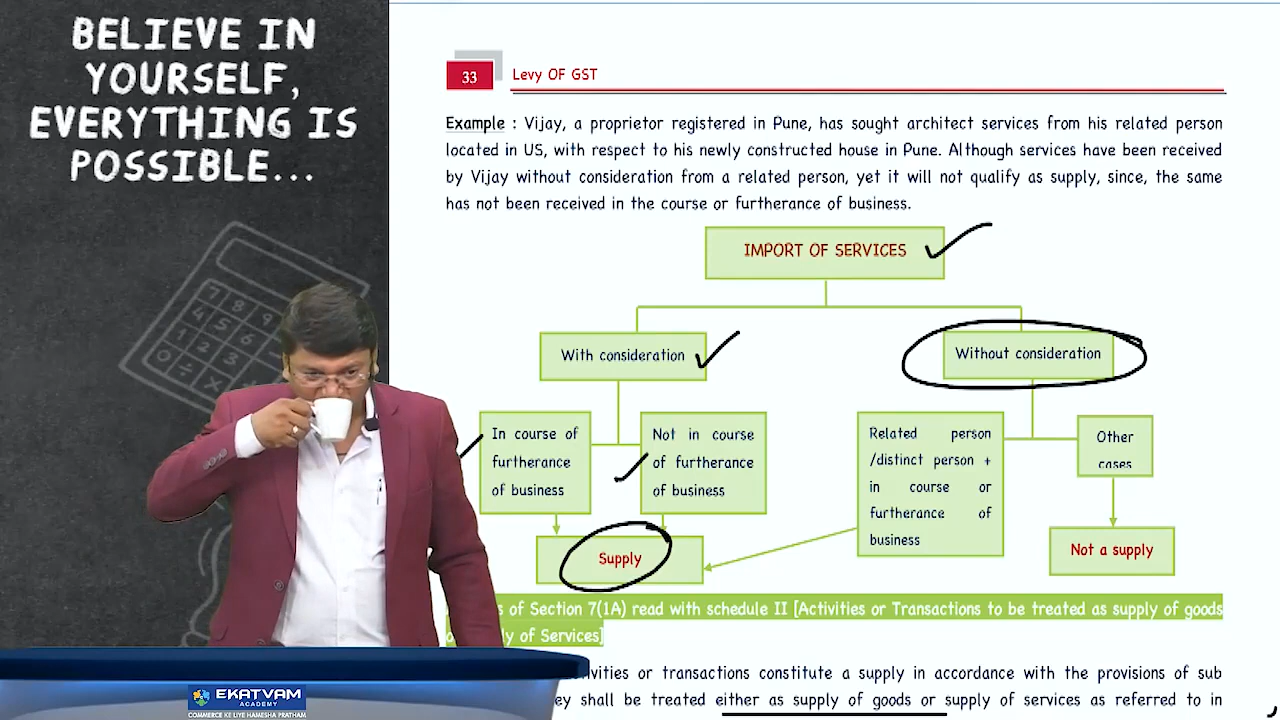 BELIEVE IN
YOURSELF,
EVERYTHING IS
POSSIBLE...
33
Levy OF GST
Example : Vijay, a proprietor registered in Pune, has sought architect services from his related person
located in US, with respect to his newly constructed house in Pune. Although services have been received
by Vijay without consideration from a related person, yet it will not qualify as supply, since, the same
has not been received in the course or furtherance of business.
IMPORT OF SERVICES
With consideration
Without consideration
In course of
furtherance
of business
Not in course
of furtherance
of business
Related person
/distinct person +
in course or
furtherance of
business
Other
cases
Supply
Not a supply
of Section 7(1A) read with schedule II [Activities or Transactions to be treated as supply of goods
of Services]
or transactions constitute a supply in accordance with the provisions of sub
shall be treated either as supply of goods or supply of services as referred to in
EKATVAM
ACADEMY
COMMERCE KE LIYE HAMESHA PRATHAM